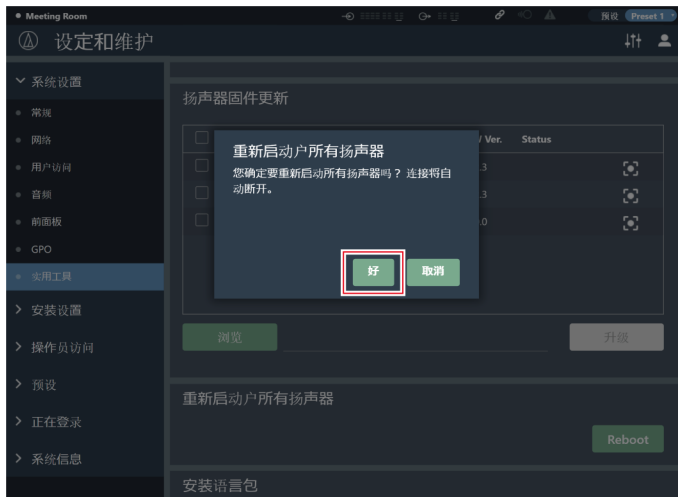 Meeting Room
预设 Preset 1
设定和维护
系统设置
常规
网络
用户访问
音频
前面板
GPO
实用工具
安装设置
操作员访问
预设
正在登录
系统信息
扬声器固件更新
Ver. Status
.3
.3
.0
重新启动户所有扬声器
您确定要重新启动所有扬声器吗？ 连接将自
动断开。
好 取消
浏览 升级
重新启动户所有扬声器
Reboot
安装语言包